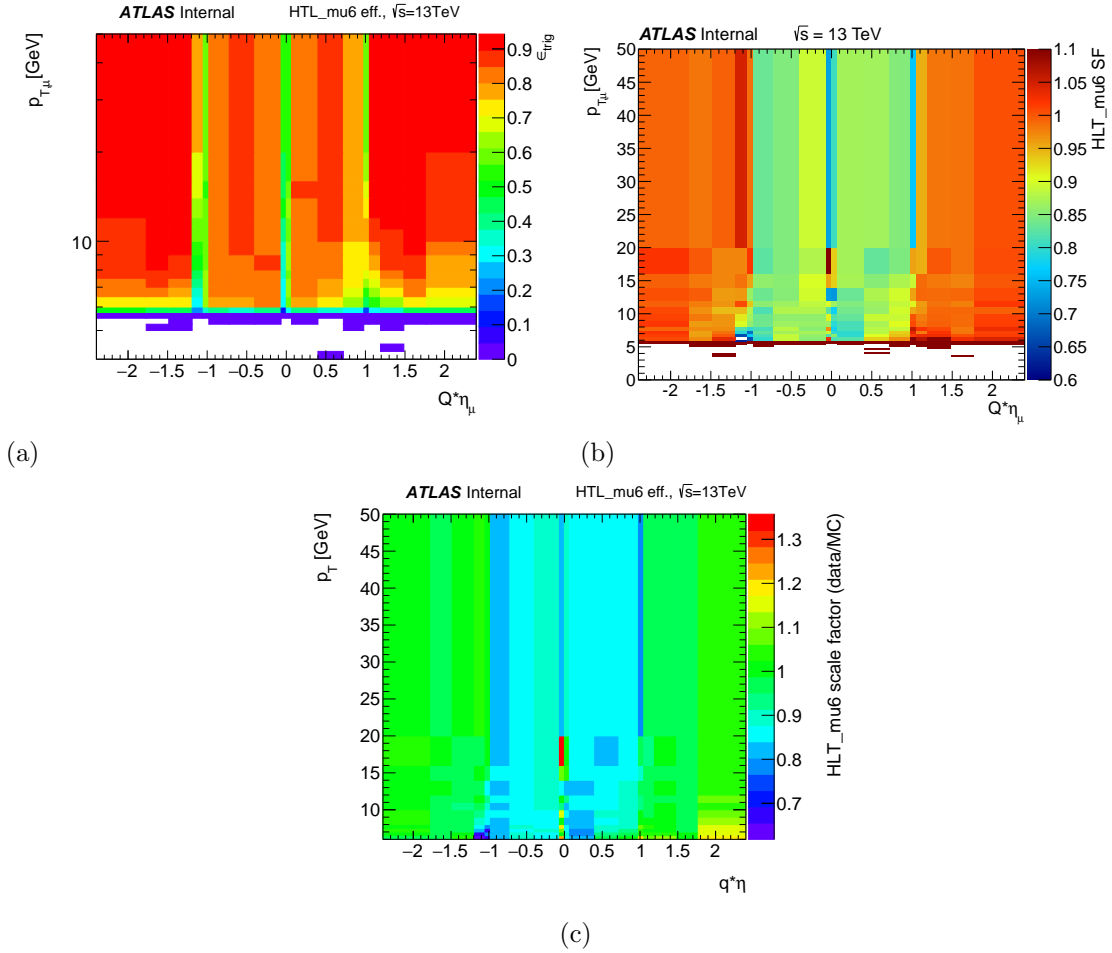 ATLAS Internal HTL_mu6 eff., √s=13TeV
p_T,μ [GeV]
10
−2 −1.5 −1 −0.5 0 0.5 1 1.5 2
Q*η_μ
0.9
0.8
0.7
0.6
0.5
0.4
0.3
0.2
0.1
0
ϵ_trig
(a)
ATLAS Internal √s = 13 TeV
p_T,μ [GeV]
50
45
40
35
30
25
20
15
10
5
0
-2 -1.5 -1 -0.5 0 0.5 1 1.5 2
Q*η_μ
1.1
1.05
1
0.95
0.9
0.85
0.8
0.75
0.7
0.65
0.6
HLT_mu6 SF
(b)
ATLAS Internal HTL_mu6 eff., √s=13TeV
p_T [GeV]
50
45
40
35
30
25
20
15
10
−2 −1.5 −1 −0.5 0 0.5 1 1.5 2
q*η
1.3
1.2
1.1
1
0.9
0.8
0.7
HLT_mu6 scale factor (data/MC)
(c)